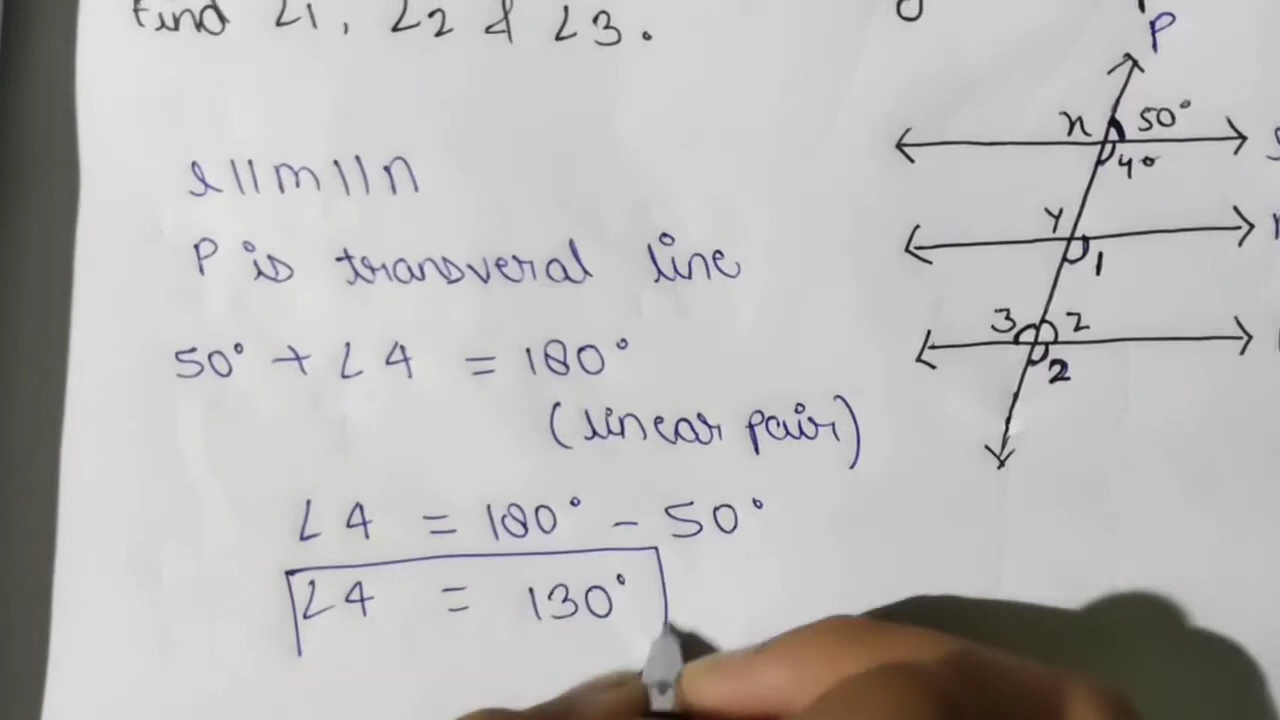 Find ∠1, ∠2 & ∠3.
l||m||n
P is transveral line
50° + ∠4 = 180°
(linear pair)
∠4 = 180° - 50°
∠4 = 130°
P
x 50°
4
y
1
3 2
2